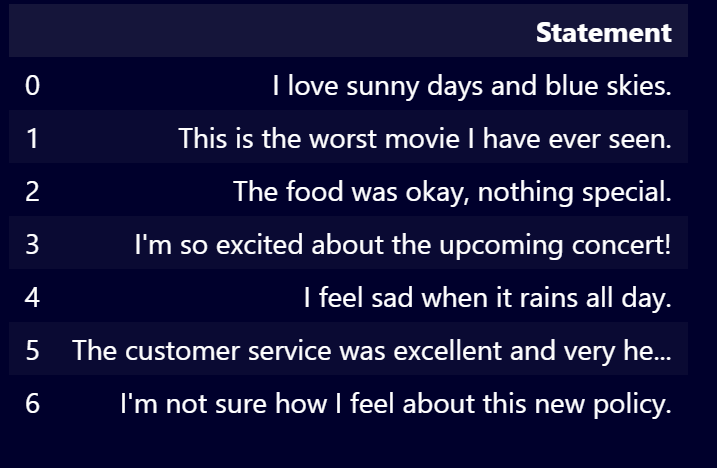 Statement
0 I love sunny days and blue skies.
1 This is the worst movie I have ever seen.
2 The food was okay, nothing special.
3 I'm so excited about the upcoming concert!
4 I feel sad when it rains all day.
5 The customer service was excellent and very he...
6 I'm not sure how I feel about this new policy.